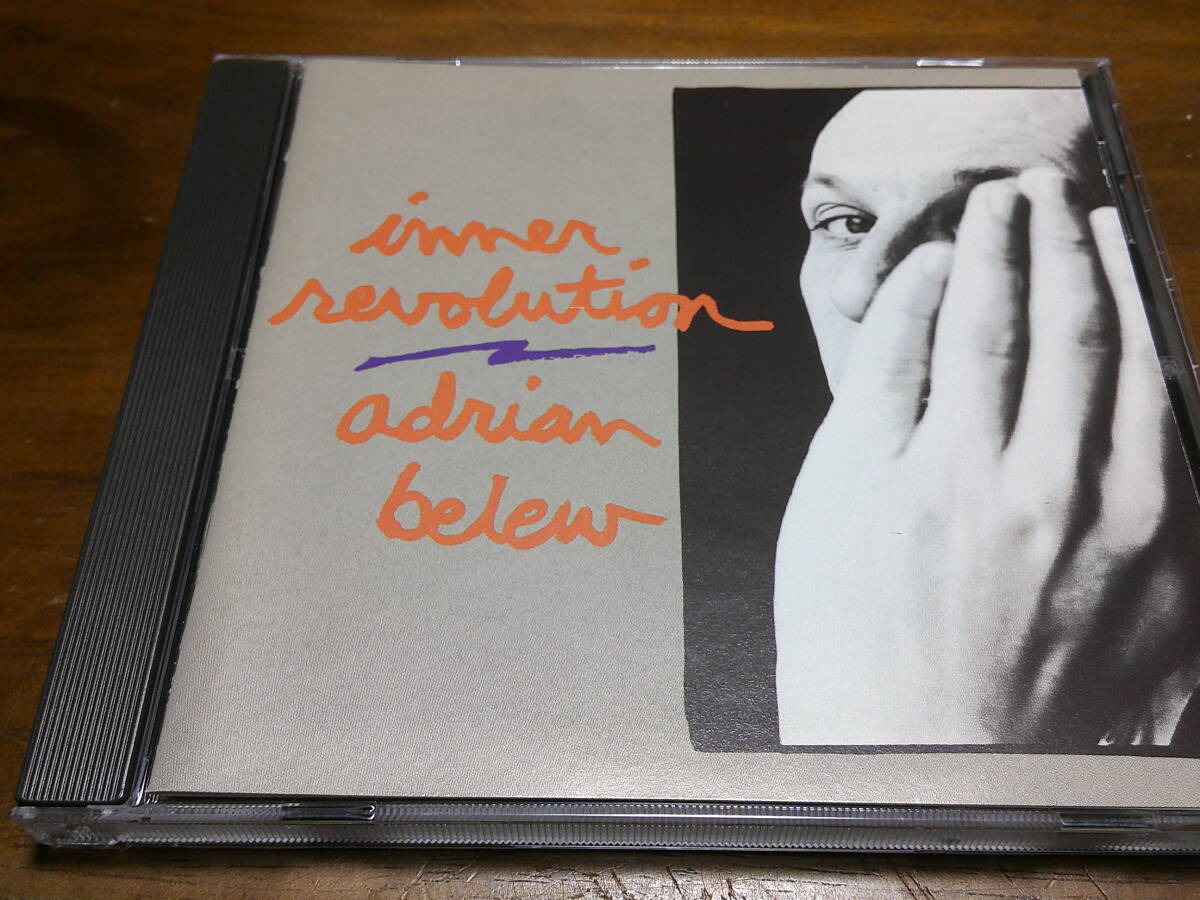 inner
revolution
adrian
belew